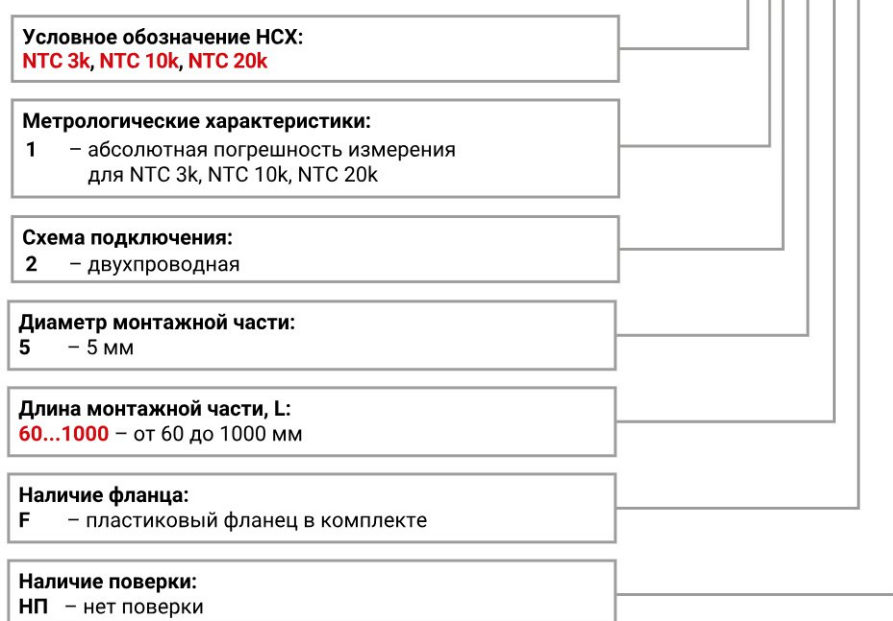 Условное обозначение НСХ:
NTC 3k, NTC 10k, NTC 20k
Метрологические характеристики:
1 – абсолютная погрешность измерения
для NTC 3k, NTC 10k, NTC 20k
Схема подключения:
2 – двухпроводная
Диаметр монтажной части:
5 – 5 мм
Длина монтажной части, L:
60...1000 – от 60 до 1000 мм
Наличие фланца:
F – пластиковый фланец в комплекте
Наличие поверки:
НП – нет поверки